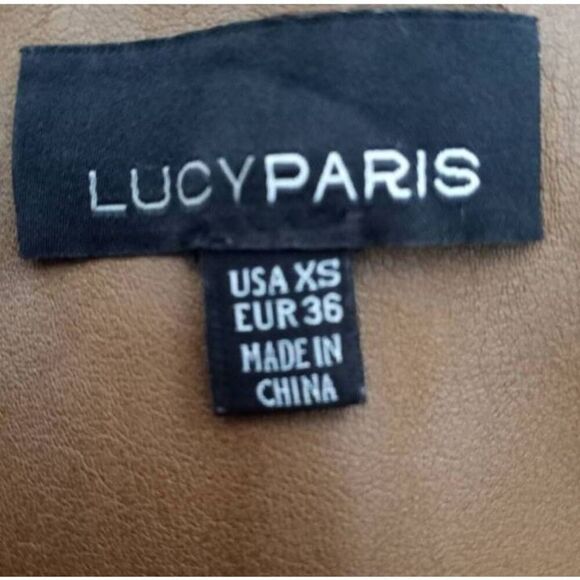 LUCYPARIS
USA XS
EUR 36
MADE IN
CHINA